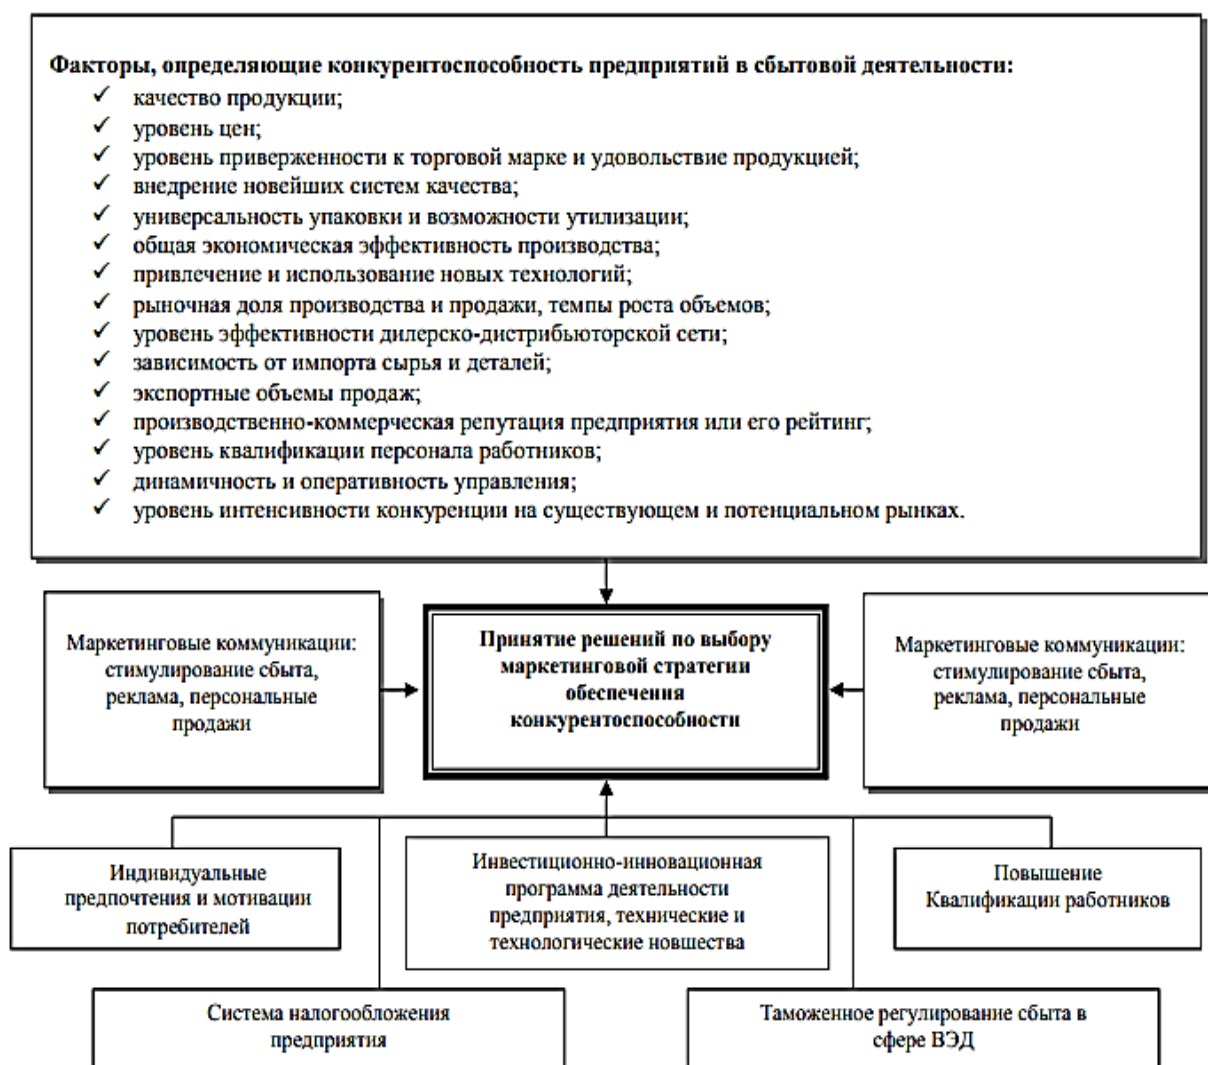 Факторы, определяющие конкурентоспособность предприятий в сбытовой деятельности:
✓ качество продукции;
✓ уровень цен;
✓ уровень приверженности к торговой марке и удовольствие продукцией;
✓ внедрение новейших систем качества;
✓ универсальность упаковки и возможности утилизации;
✓ общая экономическая эффективность производства;
✓ привлечение и использование новых технологий;
✓ рыночная доля производства и продажи, темпы роста объемов;
✓ уровень эффективности дилерско-дистрибьюторской сети;
✓ зависимость от импорта сырья и деталей;
✓ экспортные объемы продаж;
✓ производственно-коммерческая репутация предприятия или его рейтинг;
✓ уровень квалификации персонала работников;
✓ динамичность и оперативность управления;
✓ уровень интенсивности конкуренции на существующем и потенциальном рынках.
Маркетинговые коммуникации:
стимулирование сбыта,
реклама, персональные
продажи
Принятие решений по выбору
маркетинговой стратегии
обеспечения
конкурентоспособности
Маркетинговые коммуникации:
стимулирование сбыта,
реклама, персональные
продажи
Индивидуальные
предпочтения и мотивации
потребителей
Инвестиционно-инновационная
программа деятельности
предприятия, технические и
технологические новшества
Повышение
Квалификации работников
Система налогообложения
предприятия
Таможенное регулирование сбыта в
сфере ВЭД